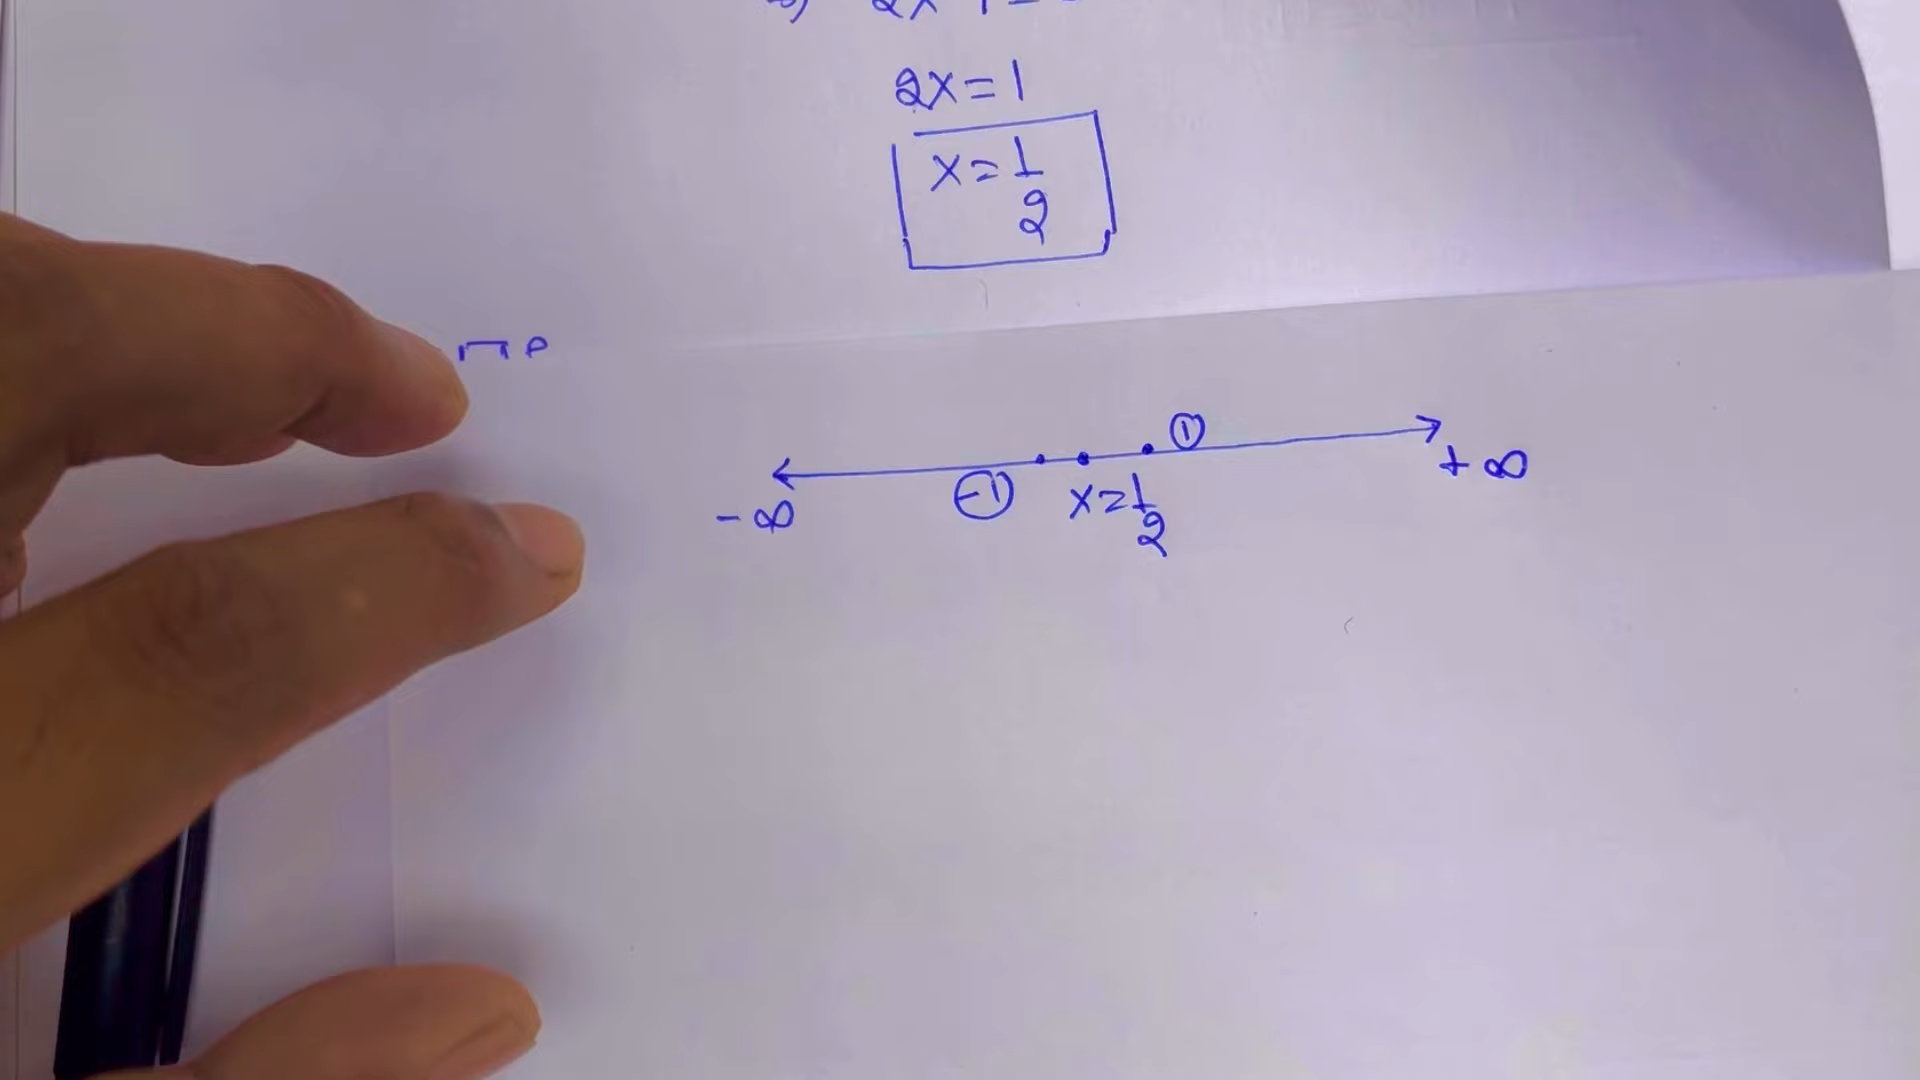 2x = 1
x = 1/2
①
-∞ (-1) x = 1/2 +∞